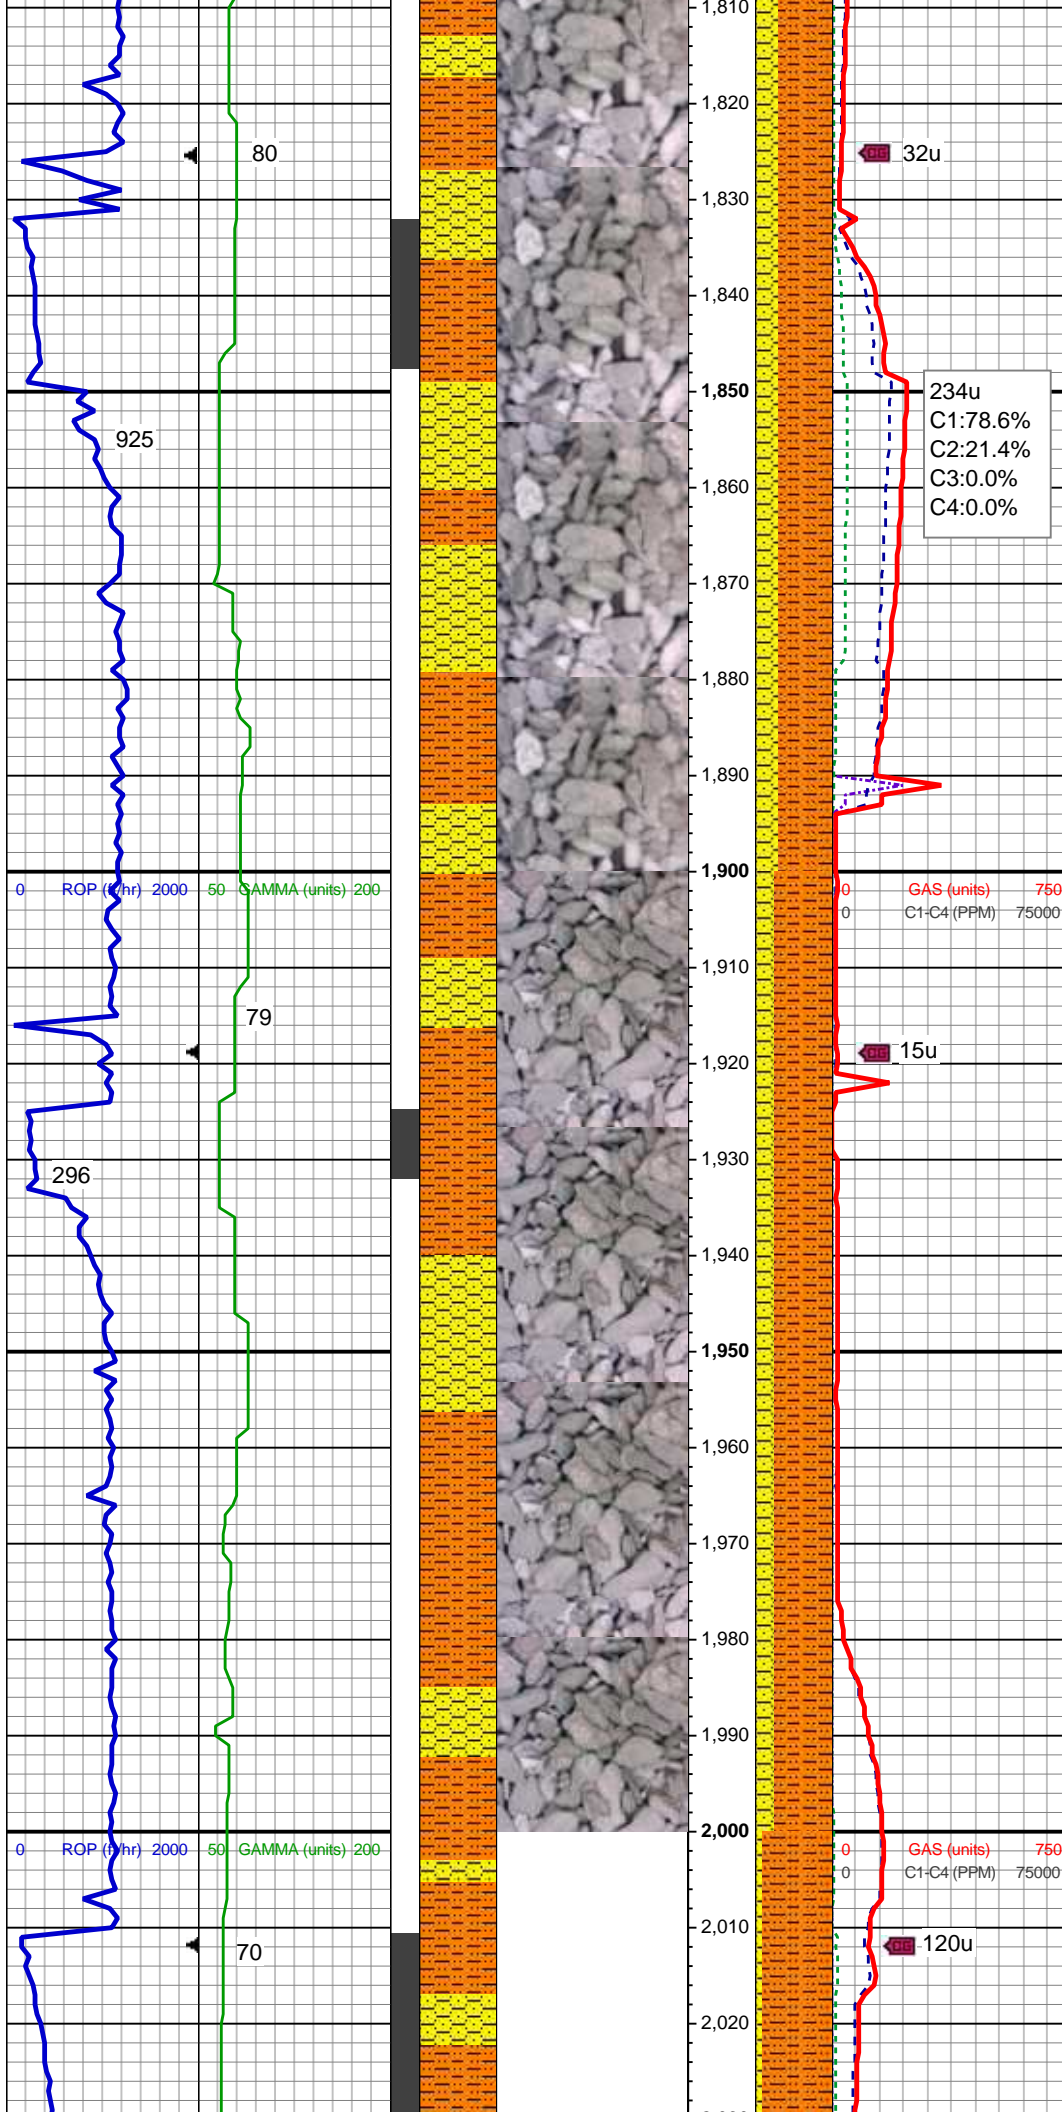 1,810
1,820
80
CG 32u
1,830
1,840
1,850
234u
C1:78.6%
C2:21.4%
C3:0.0%
C4:0.0%
925
1,860
1,870
1,880
1,890
1,900
0 ROP (ft/hr) 2000 50 GAMMA (units) 200
0 GAS (units) 750
0 C1-C4 (PPM) 75000
1,910
79
CG 15u
1,920
1,930
296
1,940
1,950
1,960
1,970
1,980
1,990
2,000
0 ROP (ft/hr) 2000 50 GAMMA (units) 200
0 GAS (units) 750
0 C1-C4 (PPM) 75000
2,010
70
CG 120u
2,020